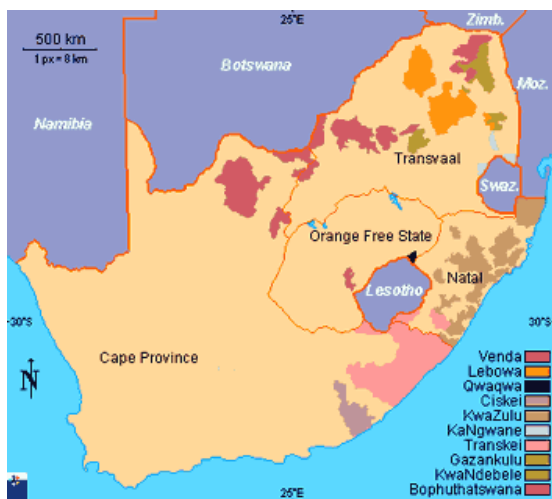 25°E
Zimb.
500 km
1 px = 8 km
Botswana
Moz.
Namibia
Transvaal
Swaz.
Orange Free State
Natal
Lesotho
30°S
30°S
Cape Province
N
Venda
Lebowa
Qwaqwa
Ciskei
KwaZulu
KaNgwane
Transkei
Gazankulu
KwaNdebele
Bophuthatswana
25°E